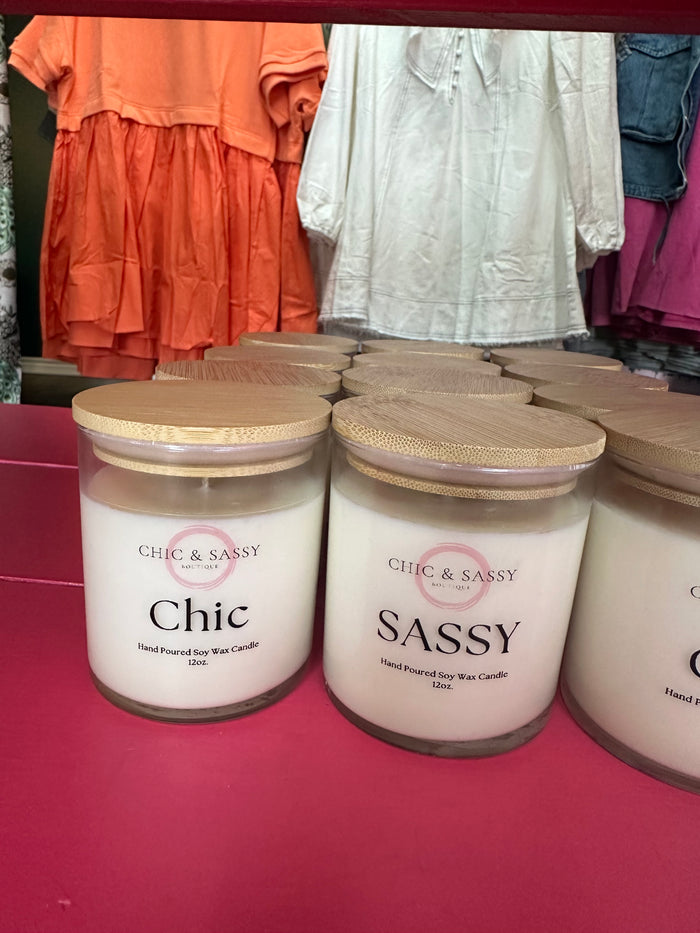 CHIC & SASSY
BOUTIQUE
Chic
Hand Poured Soy Wax Candle
12oz.
CHIC & SASSY
BOUTIQUE
SASSY
Hand Poured Soy Wax Candle
12oz.
C
C
Hand P